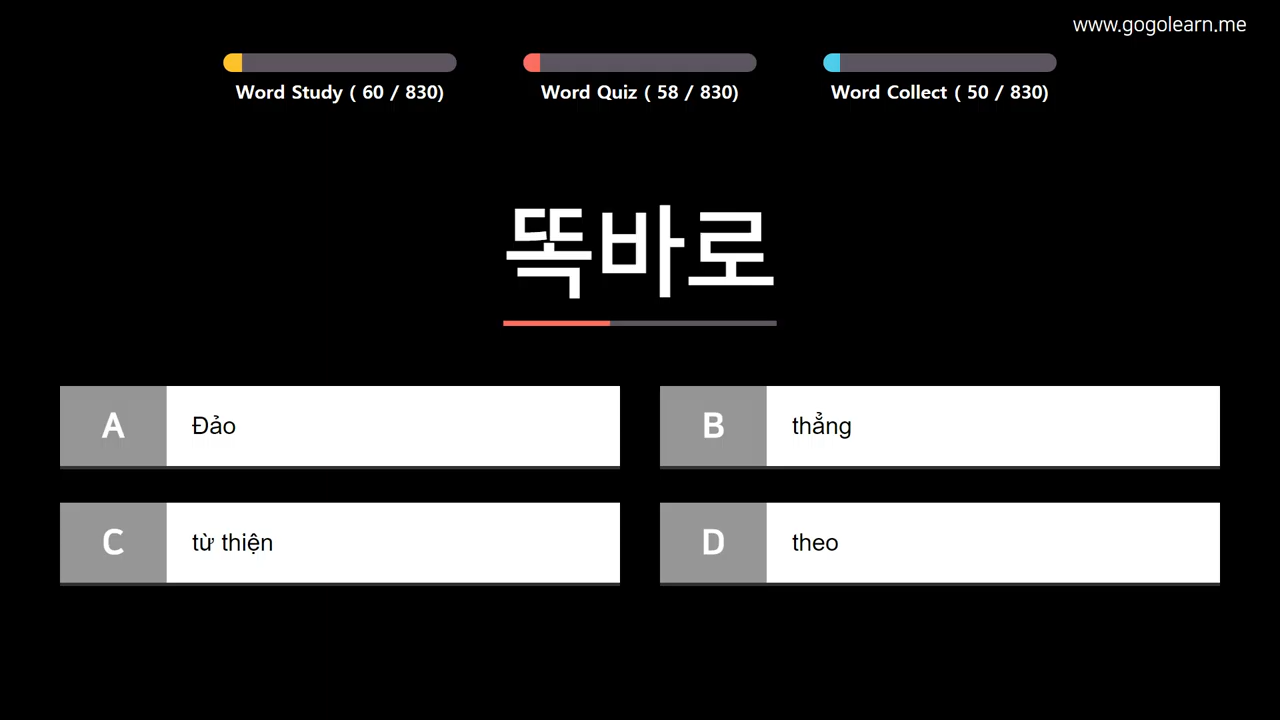 www.gogolearn.me
Word Study ( 60 / 830)
Word Quiz ( 58 / 830)
Word Collect ( 50 / 830)
똑바로
A Đảo
B thẳng
C từ thiện
D theo